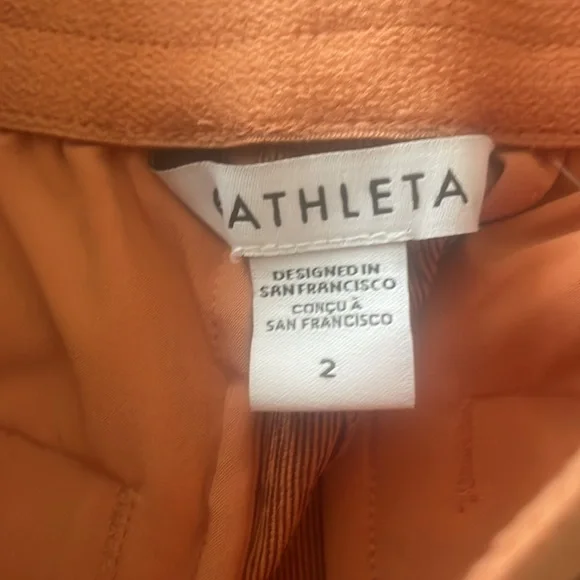 ATHLETA
DESIGNED IN
SAN FRANCISCO
CONÇU À
SAN FRANCISCO
2